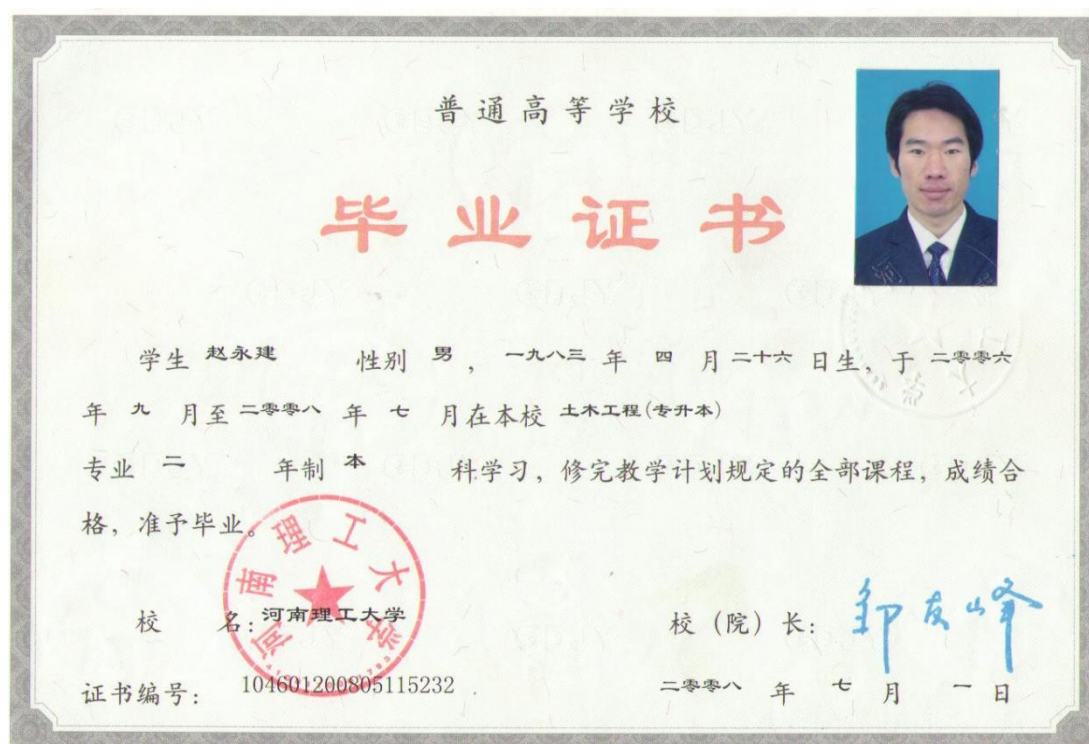 普通高等学校
毕业证书
学生 赵永建 性别 男，一九八三 年 四 月 二十六 日生，于 二零零六
年 九 月至 二零零八 年 七 月在本校 土木工程(专升本)
专业 二 年制 本 科学习，修完教学计划规定的全部课程，成绩合
格，准予毕业。
河南理工大学
校 名：河南理工大学 校（院）长：邹友峰
证书编号：104601200805115232 二零零八 年 七 月 一 日